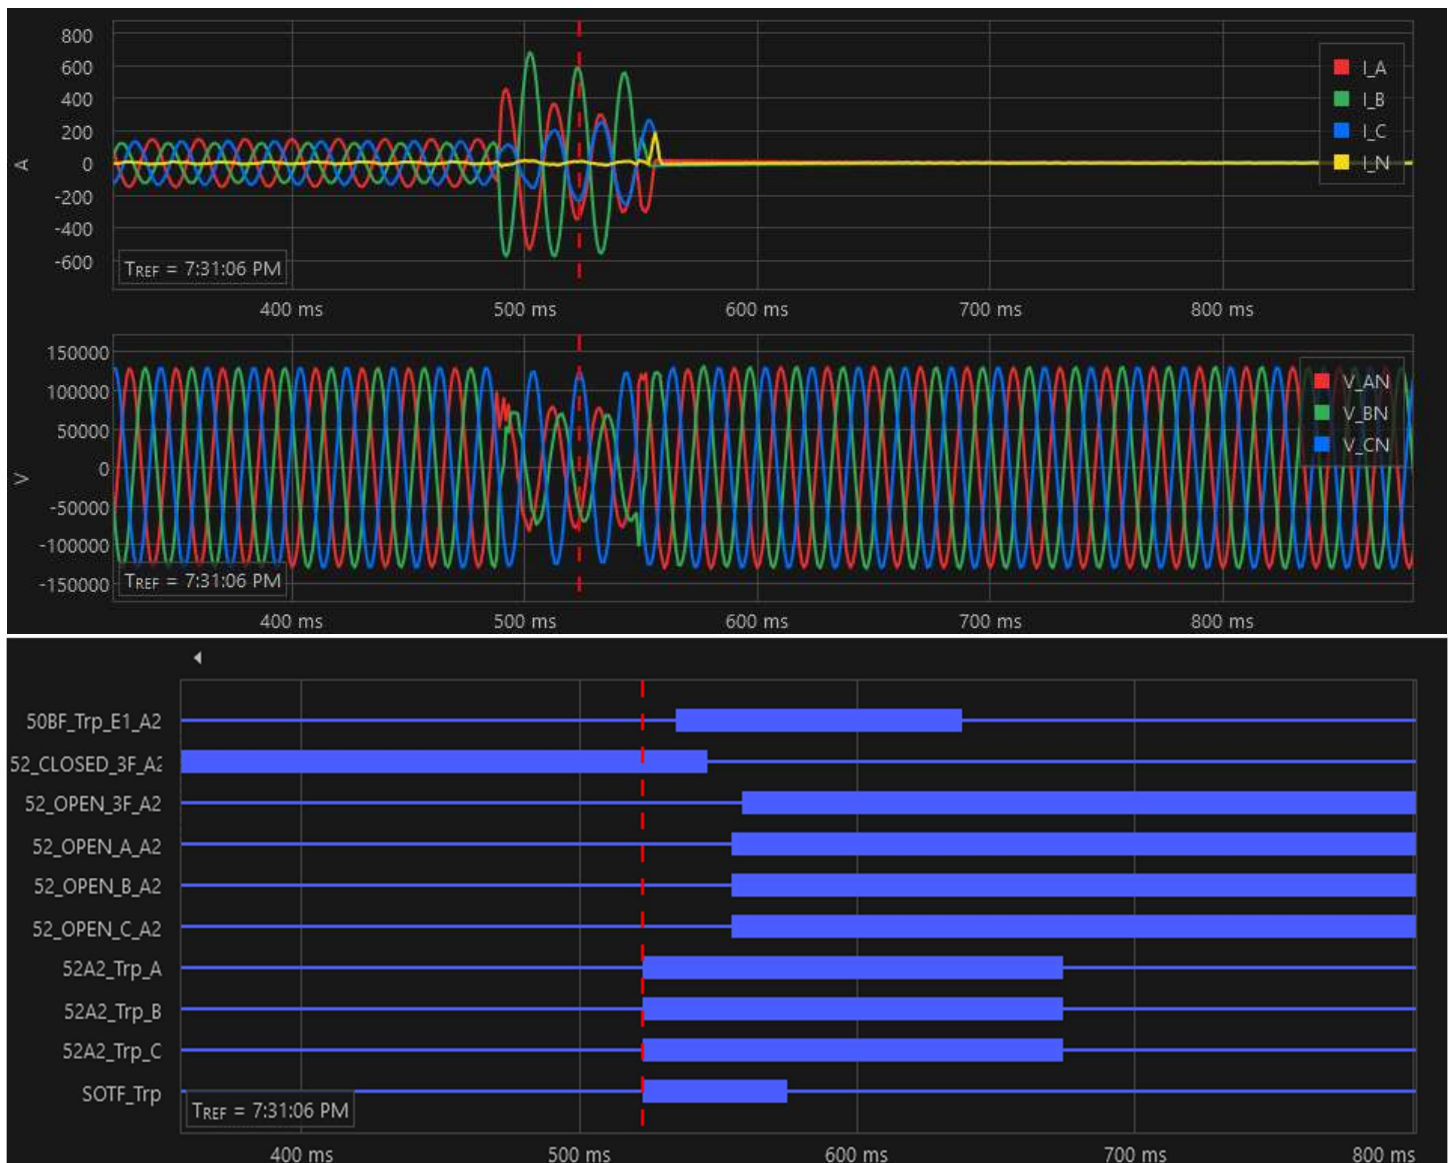 800
600
400
200
0
-200
-400
-600
A
I_A
I_B
I_C
I_N
TREF = 7:31:06 PM
400 ms 500 ms 600 ms 700 ms 800 ms
150000
100000
50000
0
-50000
-100000
-150000
V
V_AN
V_BN
V_CN
TREF = 7:31:06 PM
400 ms 500 ms 600 ms 700 ms 800 ms
50BF_Trp_E1_A2
52_CLOSED_3F_A2
52_OPEN_3F_A2
52_OPEN_A_A2
52_OPEN_B_A2
52_OPEN_C_A2
52A2_Trp_A
52A2_Trp_B
52A2_Trp_C
SOTF_Trp
TREF = 7:31:06 PM
400 ms 500 ms 600 ms 700 ms 800 ms